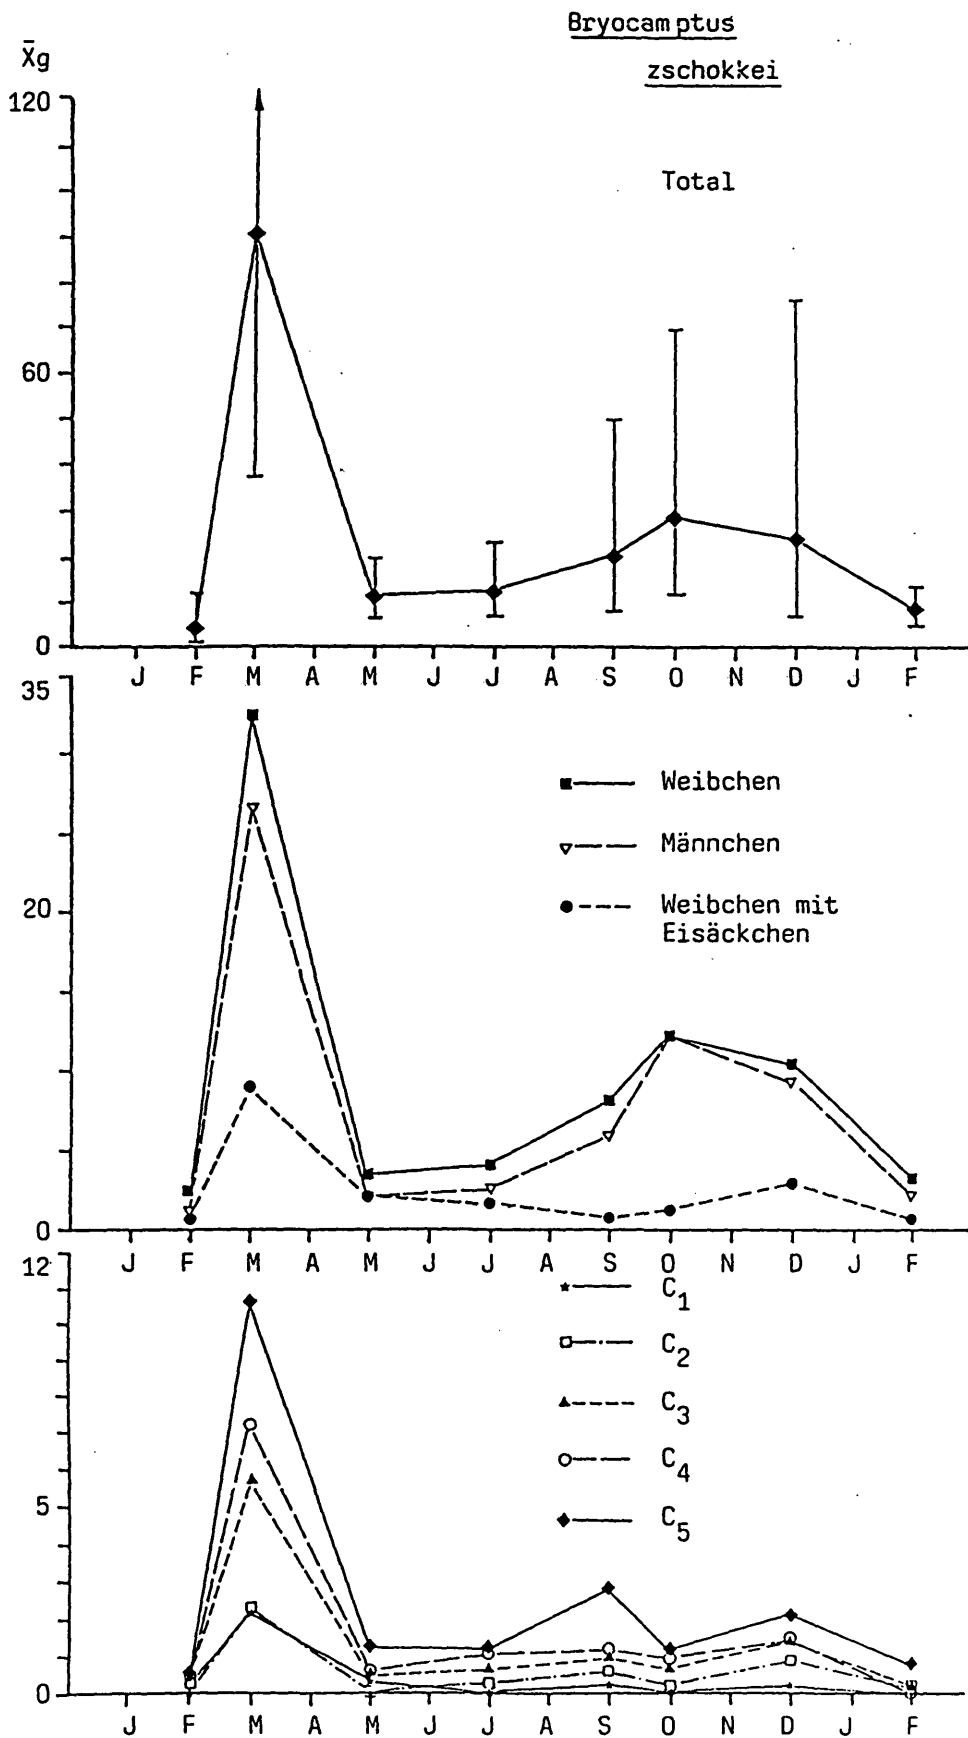 Bryocamptus
zschokkei
X̄g
120
Total
60
0
J F M A M J J A S O N D J F
35
Weibchen
Männchen
20
Weibchen mit
Eisäckchen
0
J F M A M J J A S O N D J F
12
C1
C2
C3
C4
5
C5
0
J F M A M J J A S O N D J F